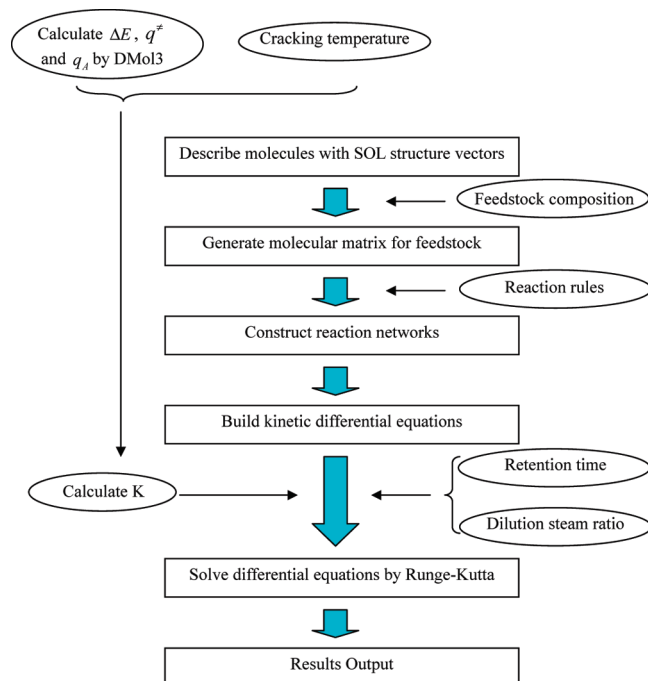 Calculate ΔE, q≠
and qA by DMol3
Cracking temperature
Describe molecules with SOL structure vectors
Feedstock composition
Generate molecular matrix for feedstock
Reaction rules
Construct reaction networks
Build kinetic differential equations
Retention time
Calculate K
Dilution steam ratio
Solve differential equations by Runge-Kutta
Results Output